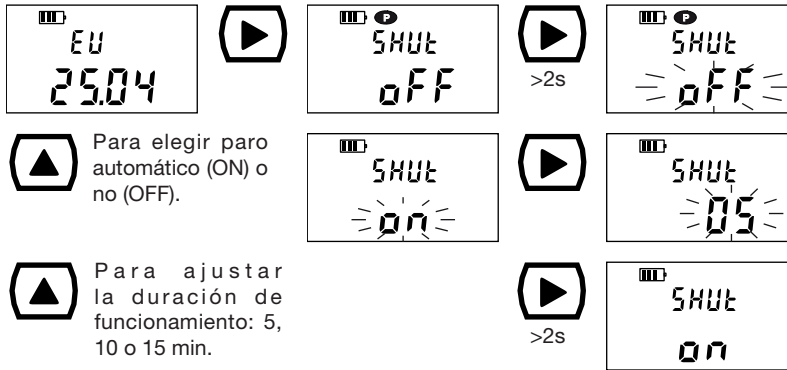 P
P
EU
SHUt
SHUt
25.04
oFF
>2s
oFF
Para elegir paro
automático (ON) o
no (OFF).
SHUt
SHUt
on
05
Para ajustar
la duración de
funcionamiento: 5,
10 o 15 min.
SHUt
>2s
on